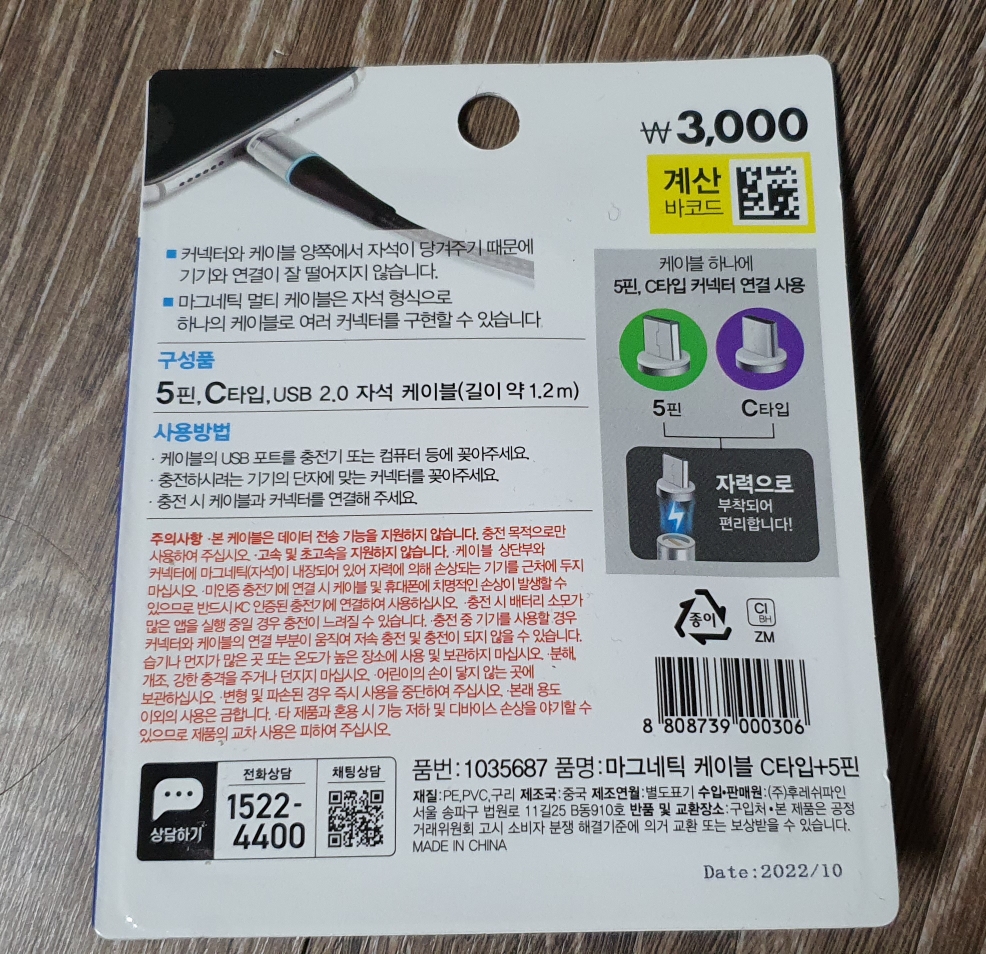 ₩3,000
계산
바코드
■ 커넥터와 케이블 양쪽에서 자석이 당겨주기 때문에
기기와 연결이 잘 떨어지지 않습니다.
■ 마그네틱 멀티 케이블은 자석 형식으로
하나의 케이블로 여러 커넥터를 구현할 수 있습니다.
구성품
5핀, C타입, USB 2.0 자석 케이블(길이 약 1.2m)
사용방법
· 케이블의 USB 포트를 충전기 또는 컴퓨터 등에 꽂아주세요.
· 충전하시려는 기기의 단자에 맞는 커넥터를 꽂아주세요.
· 충전 시 케이블과 커넥터를 연결해 주세요.
케이블 하나에
5핀, C타입 커넥터 연결 사용
5핀 C타입
자력으로
부착되어
편리합니다!
주의사항 ·본 케이블은 데이터 전송 기능을 지원하지 않습니다. 충전 목적으로만
사용하여 주십시오. ·고속 및 초고속을 지원하지 않습니다. ·케이블 상단부와
커넥터에 마그네틱(자석)이 내장되어 있어 자력에 의해 손상되는 기기를 근처에 두지
마십시오. ·미인증 충전기에 연결 시 케이블 및 휴대폰에 치명적인 손상이 발생할 수
있으므로 반드시 KC 인증된 충전기에 연결하여 사용하십시오. ·충전 시 배터리 소모가
많은 앱을 실행 중일 경우 충전이 느려질 수 있습니다. ·충전 중 기기를 사용할 경우
커넥터와 케이블의 연결 부분이 움직여 저속 충전 및 충전이 되지 않을 수 있습니다.
습기나 먼지가 많은 곳 또는 온도가 높은 장소에 사용 및 보관하지 마십시오. ·분해,
개조, 강한 충격을 주거나 던지지 마십시오. ·어린이의 손이 닿지 않는 곳에
보관하십시오. ·변형 및 파손된 경우 즉시 사용을 중단하여 주십시오. ·본래 용도
이외의 사용은 금합니다. ·타 제품과 혼용 시 기능 저하 및 디바이스 손상을 야기할 수
있으므로 제품의 교차 사용은 피하여 주십시오.
종이
CI
BH
ZM
8 808739 000306
상담하기
전화상담
1522-
4400
채팅상담
품번:1035687 품명:마그네틱 케이블 C타입+5핀
재질:PE,PVC,구리 제조국:중국 제조연월:별도표기 수입·판매원:(주)후레쉬파인
서울 송파구 법원로 11길25 B동910호 반품 및 교환장소:구입처 •본 제품은 공정
거래위원회 고시 소비자 분쟁 해결기준에 의거 교환 또는 보상받을 수 있습니다.
MADE IN CHINA
Date:2022/10